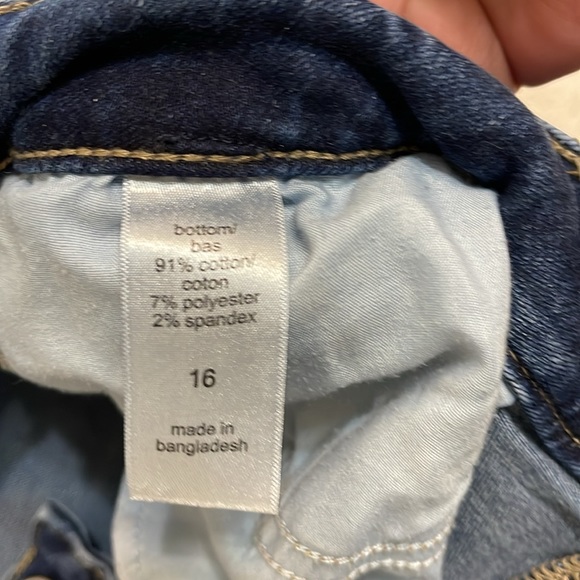 bottom/
bas
91% cotton/
coton
7% polyester
2% spandex
16
made in
bangladesh